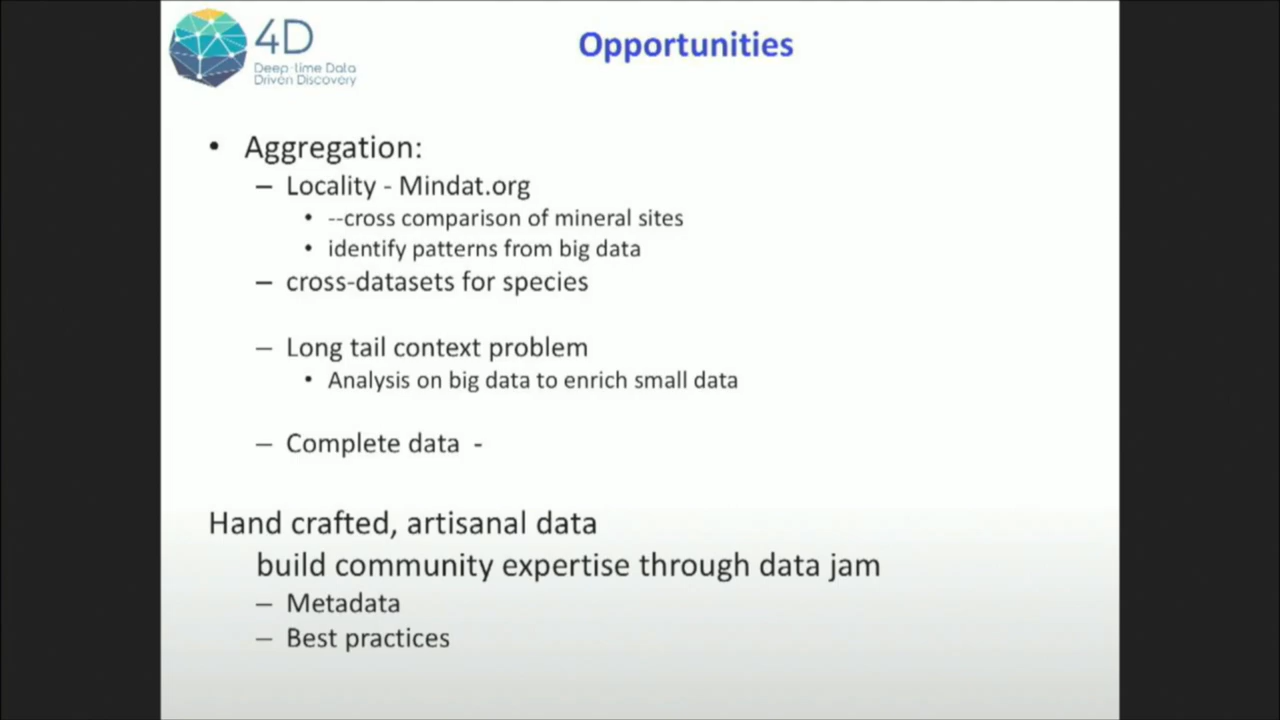 4D
Deep-time Data
Driven Discovery
Opportunities
• Aggregation:
– Locality - Mindat.org
• --cross comparison of mineral sites
• identify patterns from big data
– cross-datasets for species
– Long tail context problem
• Analysis on big data to enrich small data
– Complete data -
Hand crafted, artisanal data
build community expertise through data jam
– Metadata
– Best practices